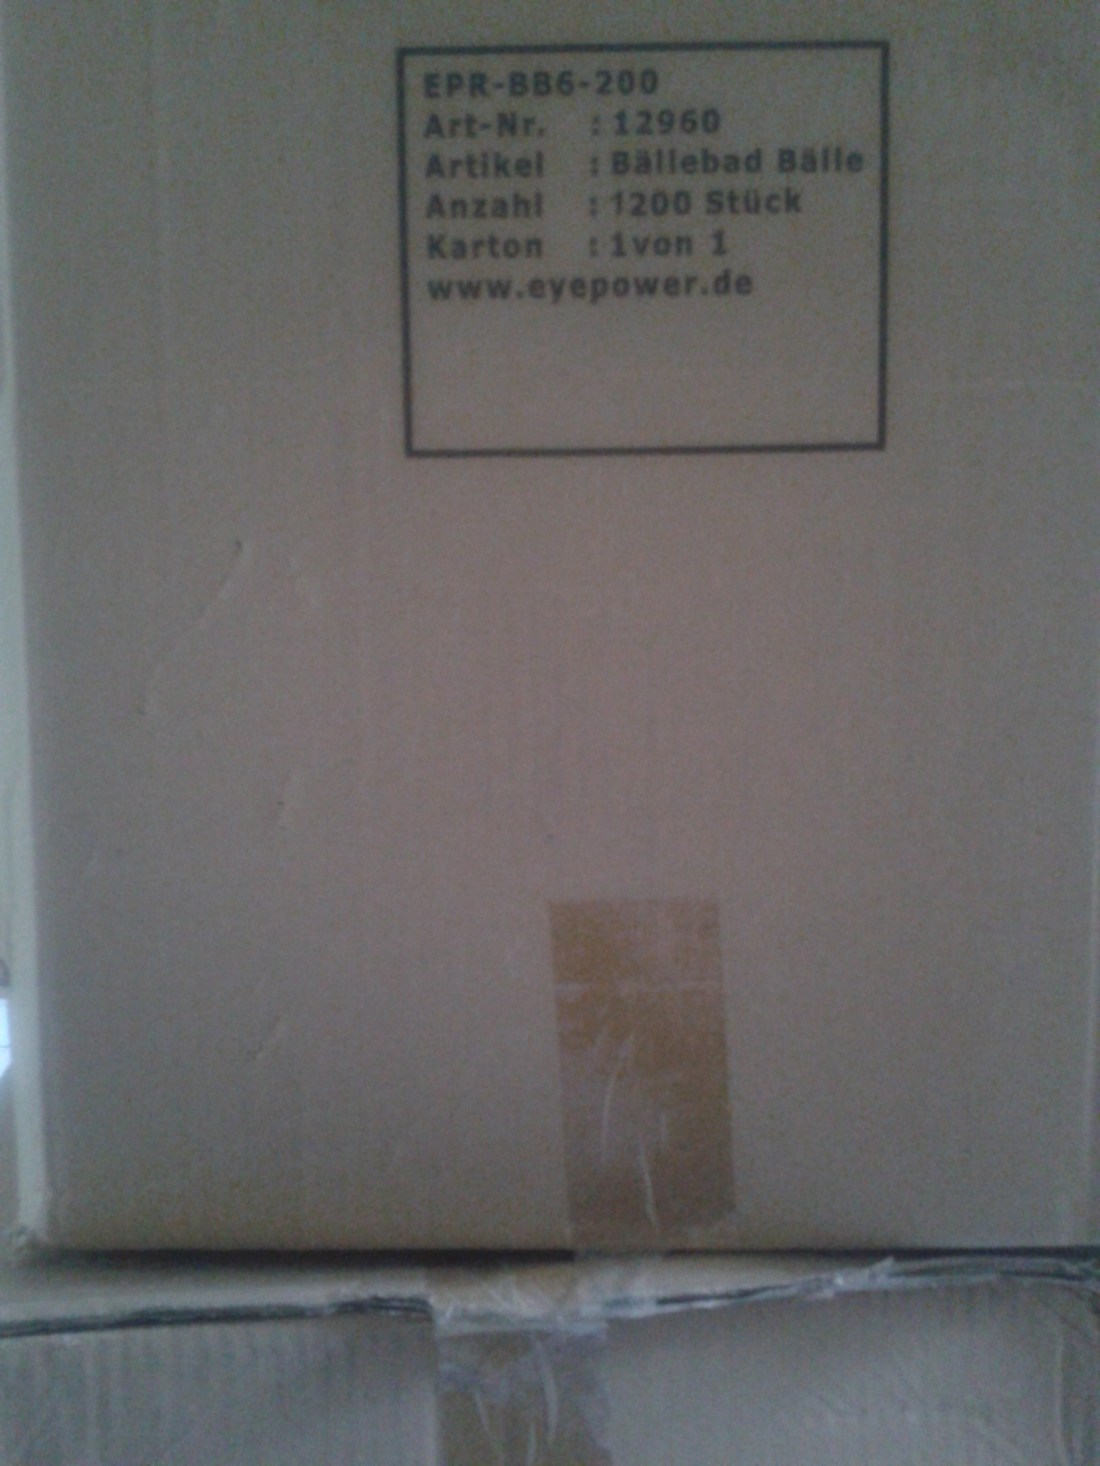 EPR-BB6-200
Art-Nr. : 12960
Artikel : Bällebad Bälle
Anzahl : 1200 Stück
Karton : 1von 1
www.eyepower.de